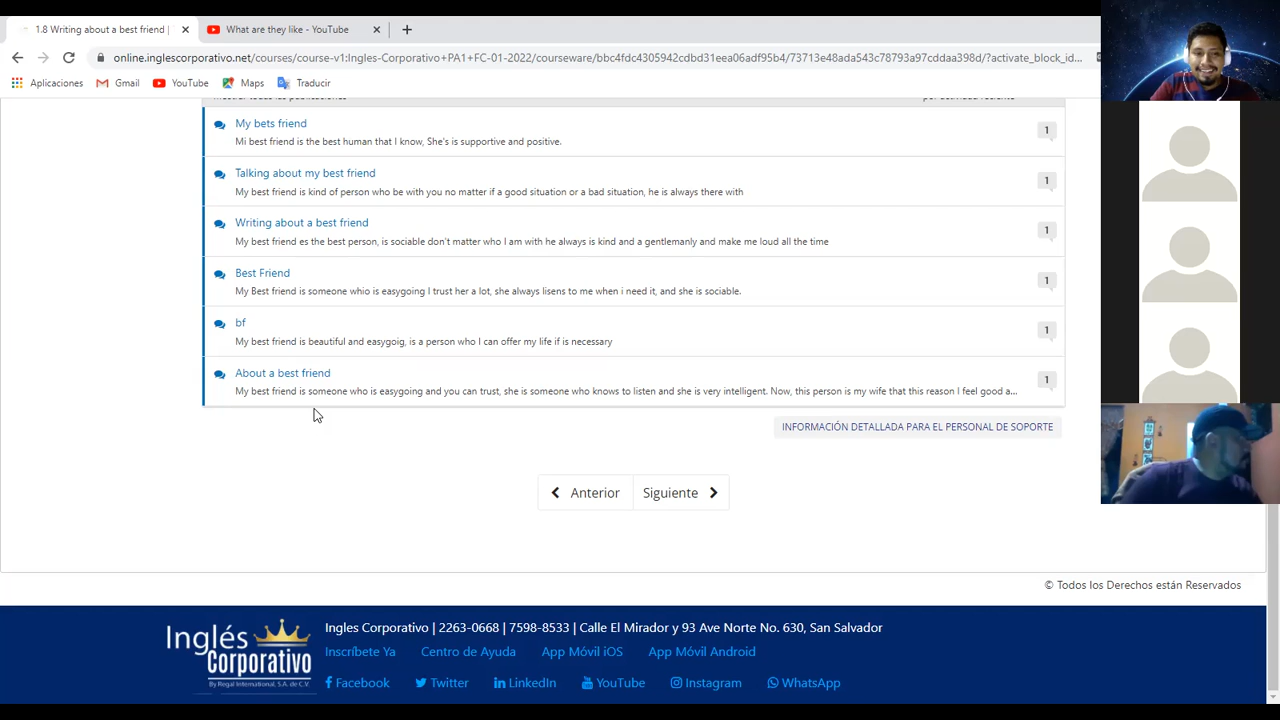 1.8 Writing about a best friend |
What are they like - YouTube
online.inglescorporativo.net/courses/course-v1:Ingles-Corporativo+PA1+FC-01-2022/courseware/bbc4fdc4305942cdbd31eea06adf95b4/73713e48ada543c78793a97cddaa398d/?activate_block_id...
Aplicaciones Gmail YouTube Maps Traducir
Mostrar todas las publicaciones por actividad reciente
My bets friend
Mi best friend is the best human that I know, She's is supportive and positive.
1
Talking about my best friend
My best friend is kind of person who be with you no matter if a good situation or a bad situation, he is always there with
1
Writing about a best friend
My best friend es the best person, is sociable don't matter who I am with he always is kind and a gentlemanly and make me loud all the time
1
Best Friend
My Best friend is someone whio is easygoing I trust her a lot, she always lisens to me when i need it, and she is sociable.
1
bf
My best friend is beautiful and easygoig, is a person who I can offer my life if is necessary
1
About a best friend
My best friend is someone who is easygoing and you can trust, she is someone who knows to listen and she is very intelligent. Now, this person is my wife that this reason I feel good a...
1
INFORMACIÓN DETALLADA PARA EL PERSONAL DE SOPORTE
Anterior Siguiente
© Todos los Derechos están Reservados
Inglés Corporativo
By Regal International, S.A. de C.V.
Ingles Corporativo | 2263-0668 | 7598-8533 | Calle El Mirador y 93 Ave Norte No. 630, San Salvador
Inscríbete Ya Centro de Ayuda App Móvil iOS App Móvil Android
Facebook Twitter LinkedIn YouTube Instagram WhatsApp